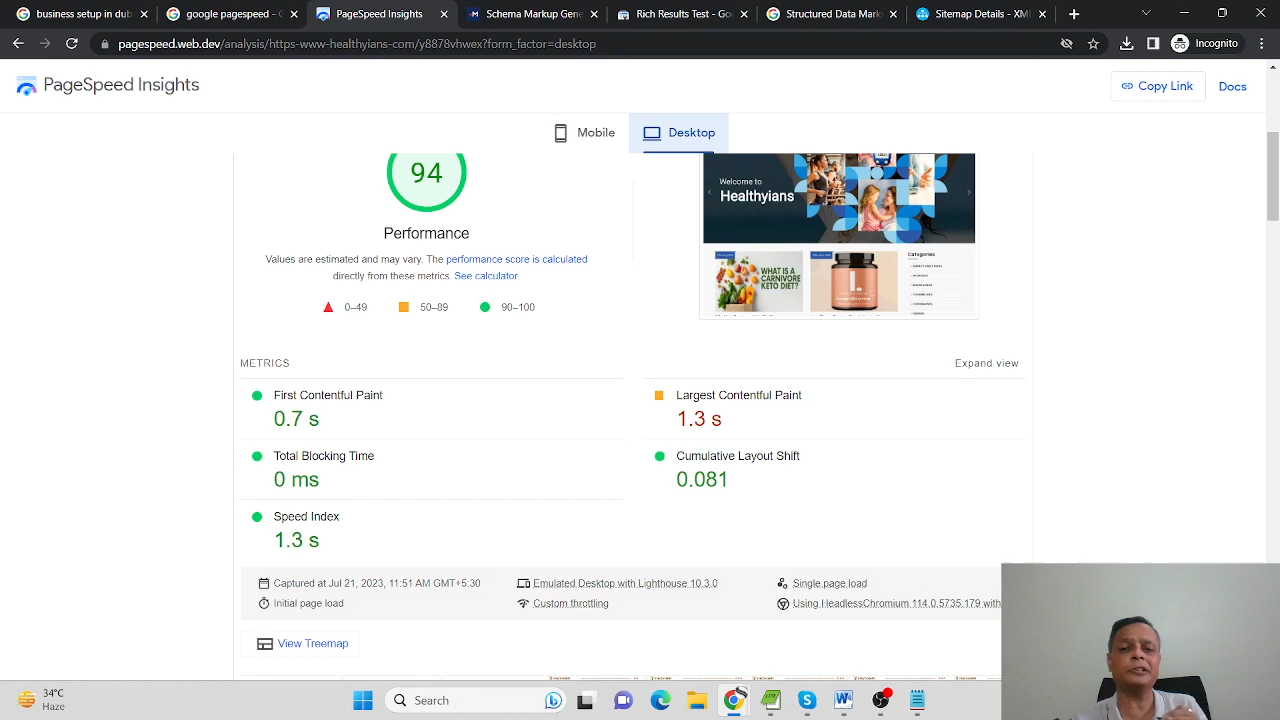 business setup in dub
google pagespeed - G
PageSpeed Insights
Schema Markup Gene
Rich Results Test - Goo
Structured Data Mark
Sitemap Details - XML
pagespeed.web.dev/analysis/https-www-healthyians-com/y8878vhwes?form_factor=desktop
Incognito
PageSpeed Insights
Copy Link
Docs
Mobile
Desktop
94
Welcome to
Healthyians
Performance
Values are estimated and may vary. The performance score is calculated
directly from these metrics. See calculator.
WHAT IS A
CARNIVORE
KETO DIET?
Categories
0–49
50–89
90–100
METRICS
Expand view
First Contentful Paint
0.7 s
Largest Contentful Paint
1.3 s
Total Blocking Time
0 ms
Cumulative Layout Shift
0.081
Speed Index
1.3 s
Captured at Jul 21, 2023, 11:51 AM GMT+5:30
Emulated Desktop with Lighthouse 10.3.0
Single page load
Initial page load
Custom throttling
Using HeadlessChromium 114.0.5735.179 with
View Treemap
34°C
Haze
Search